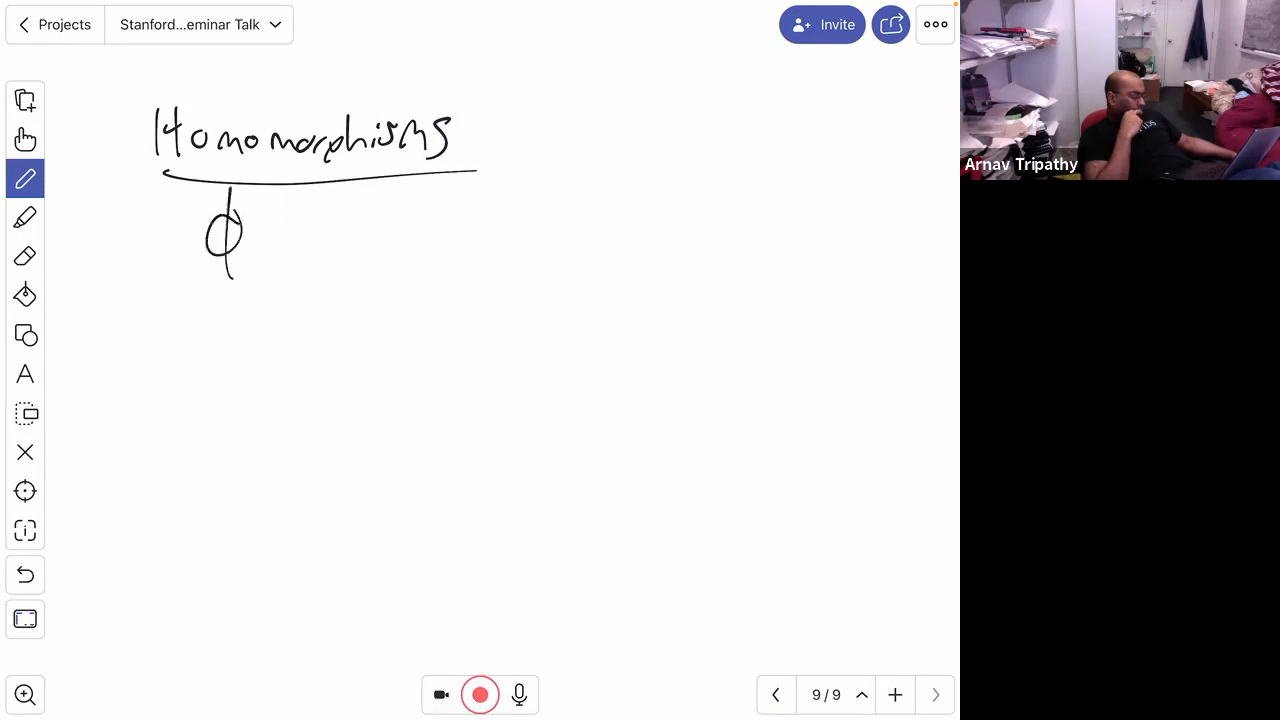 Projects
Stanford...eminar Talk
Invite
Homomorphisms
ϕ
A
Arnav Tripathy
9/9